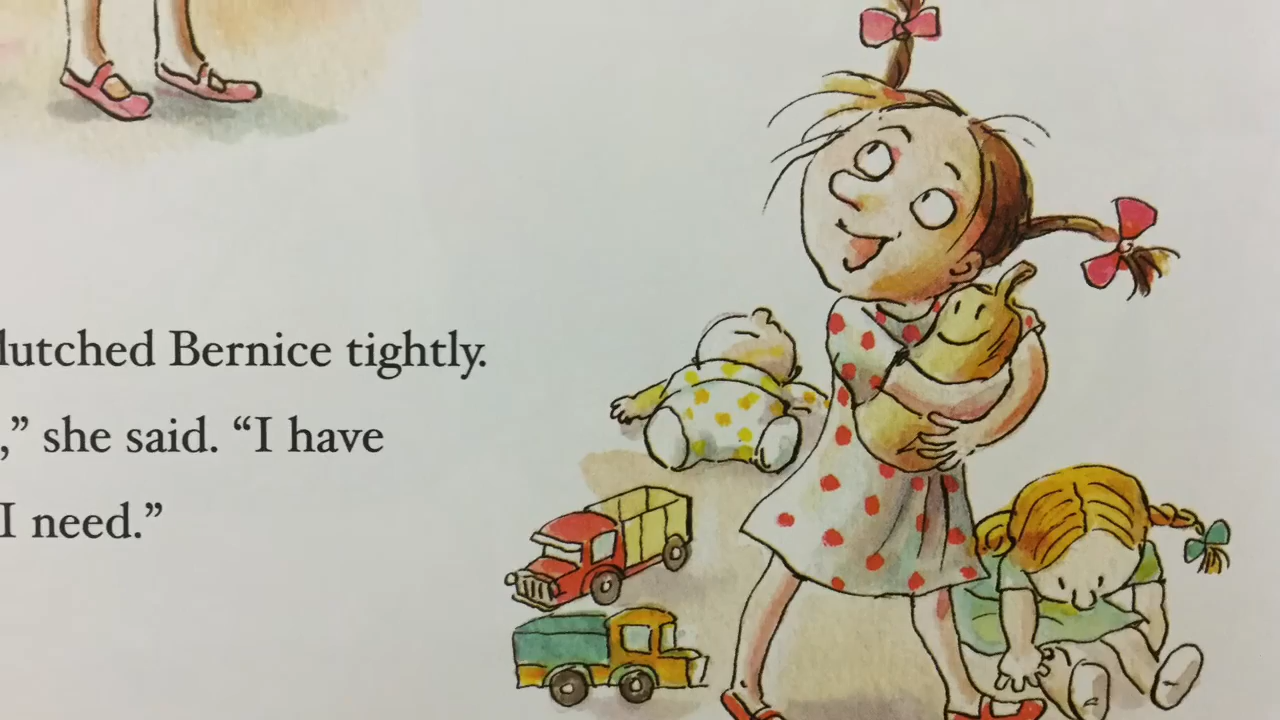 lutched Bernice tightly.
,” she said. “I have
I need.”